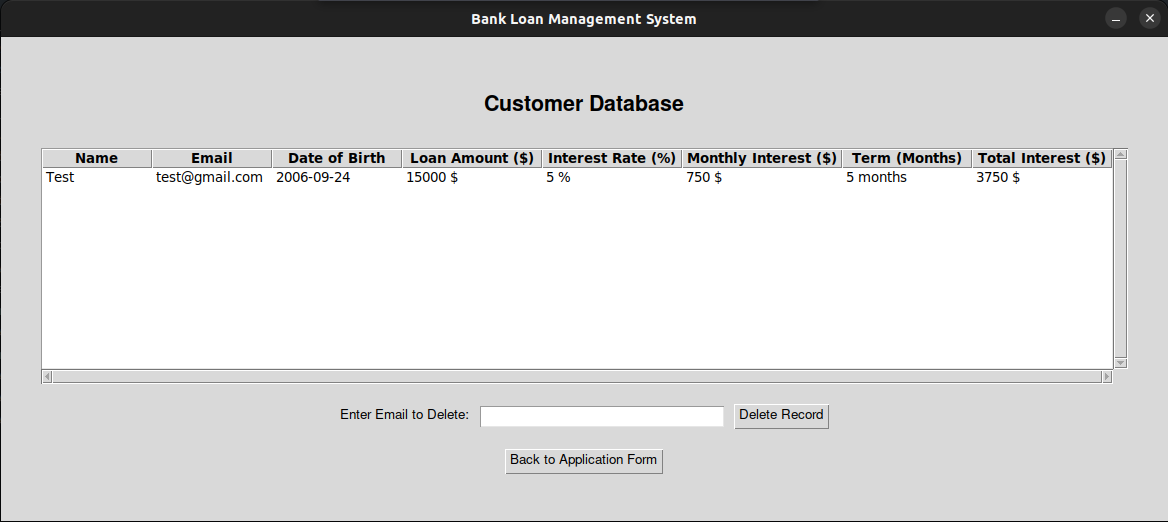 Bank Loan Management System
Customer Database
Name Email Date of Birth Loan Amount ($) Interest Rate (%) Monthly Interest ($) Term (Months) Total Interest ($)
Test test@gmail.com 2006-09-24 15000 $ 5 % 750 $ 5 months 3750 $
Enter Email to Delete: Delete Record
Back to Application Form